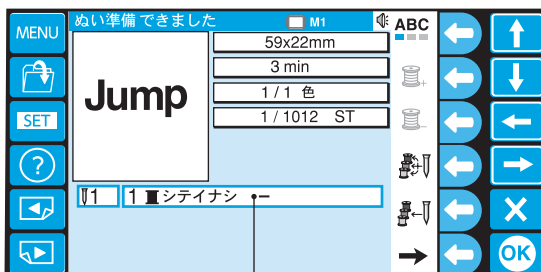 MENU
ぬい準備 できました M1
ABC
59x22mm
3 min
Jump
1 / 1 色
SET
1 / 1012 ST
?
1 1 シテイナシ −
OK